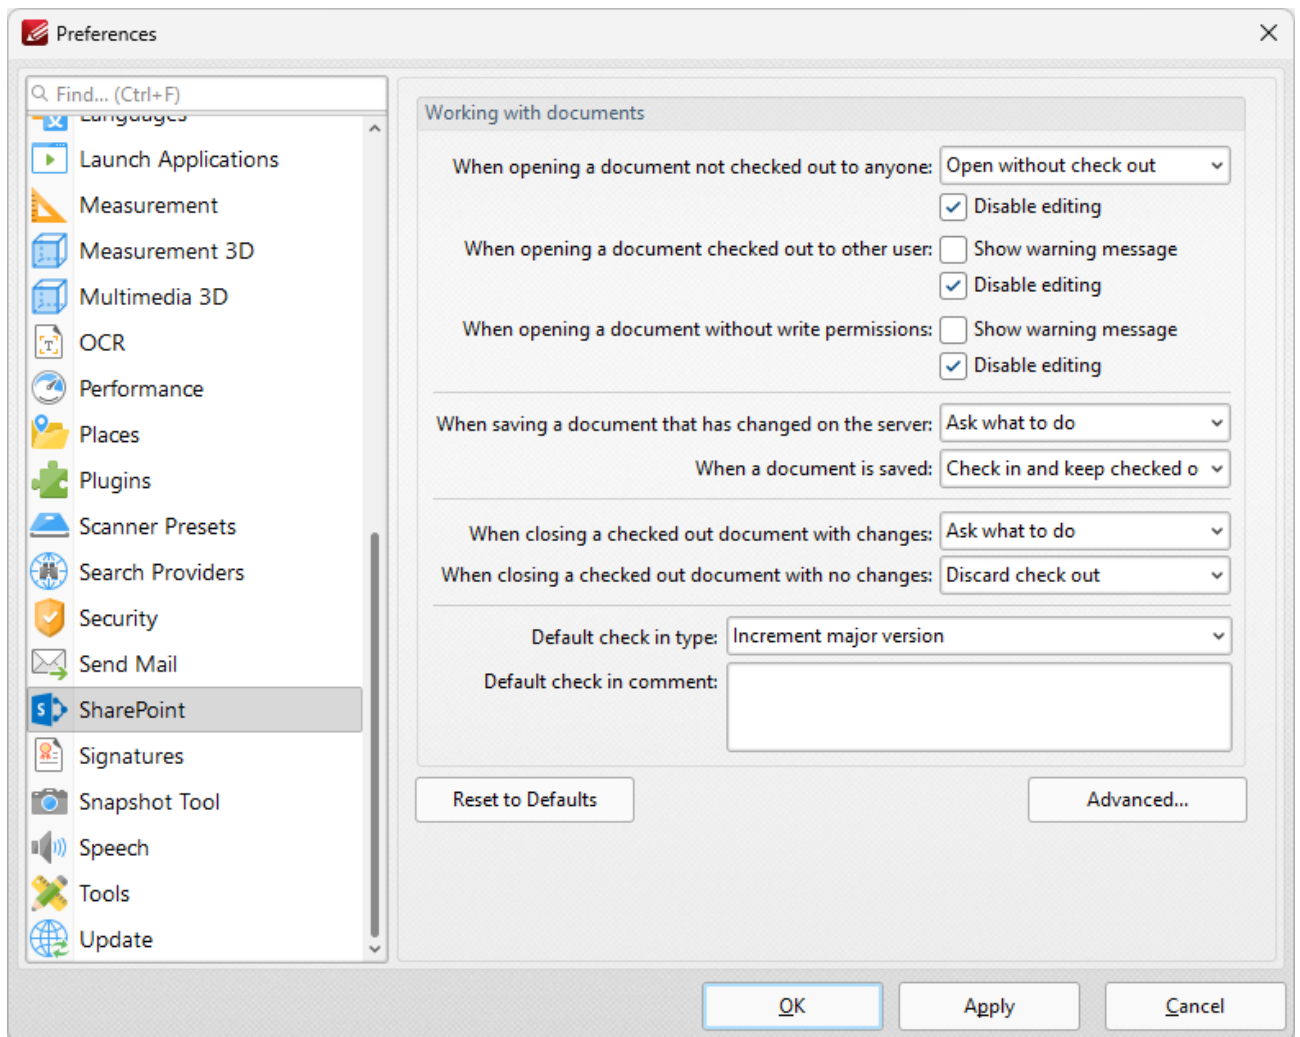 Preferences
Find... (Ctrl+F)
Languages
Launch Applications
Measurement
Measurement 3D
Multimedia 3D
OCR
Performance
Places
Plugins
Scanner Presets
Search Providers
Security
Send Mail
SharePoint
Signatures
Snapshot Tool
Speech
Tools
Update
Working with documents
When opening a document not checked out to anyone: Open without check out
Disable editing
When opening a document checked out to other user: Show warning message
Disable editing
When opening a document without write permissions: Show warning message
Disable editing
When saving a document that has changed on the server: Ask what to do
When a document is saved: Check in and keep checked o
When closing a checked out document with changes: Ask what to do
When closing a checked out document with no changes: Discard check out
Default check in type: Increment major version
Default check in comment:
Reset to Defaults Advanced...
OK Apply Cancel